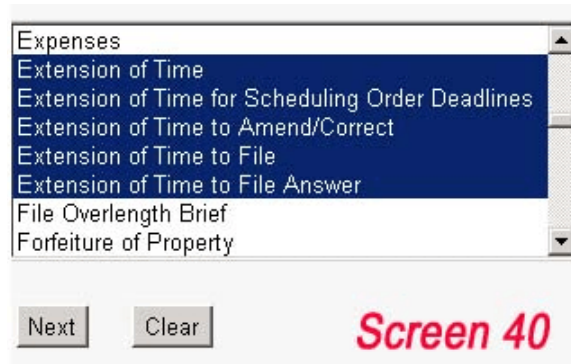 Expenses
Extension of Time
Extension of Time for Scheduling Order Deadlines
Extension of Time to Amend/Correct
Extension of Time to File
Extension of Time to File Answer
File Overlength Brief
Forfeiture of Property
Next Clear Screen 40